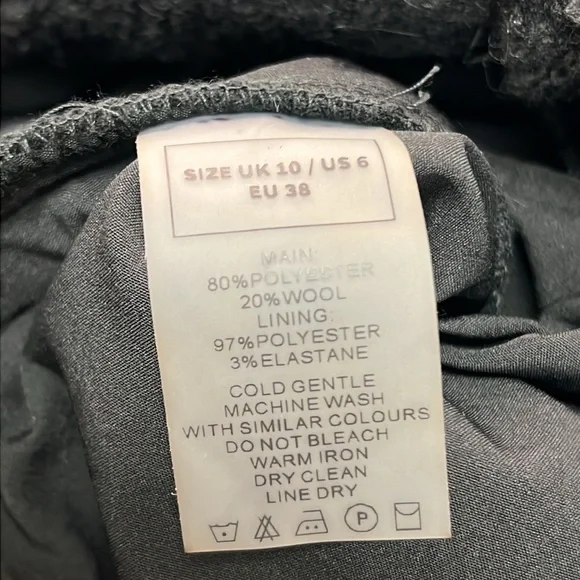 SIZE UK 10 / US 6
EU 38
MAIN:
80%POLYESTER
20%WOOL
LINING:
97%POLYESTER
3%ELASTANE
COLD GENTLE
MACHINE WASH
WITH SIMILAR COLOURS
DO NOT BLEACH
WARM IRON
DRY CLEAN
LINE DRY
P